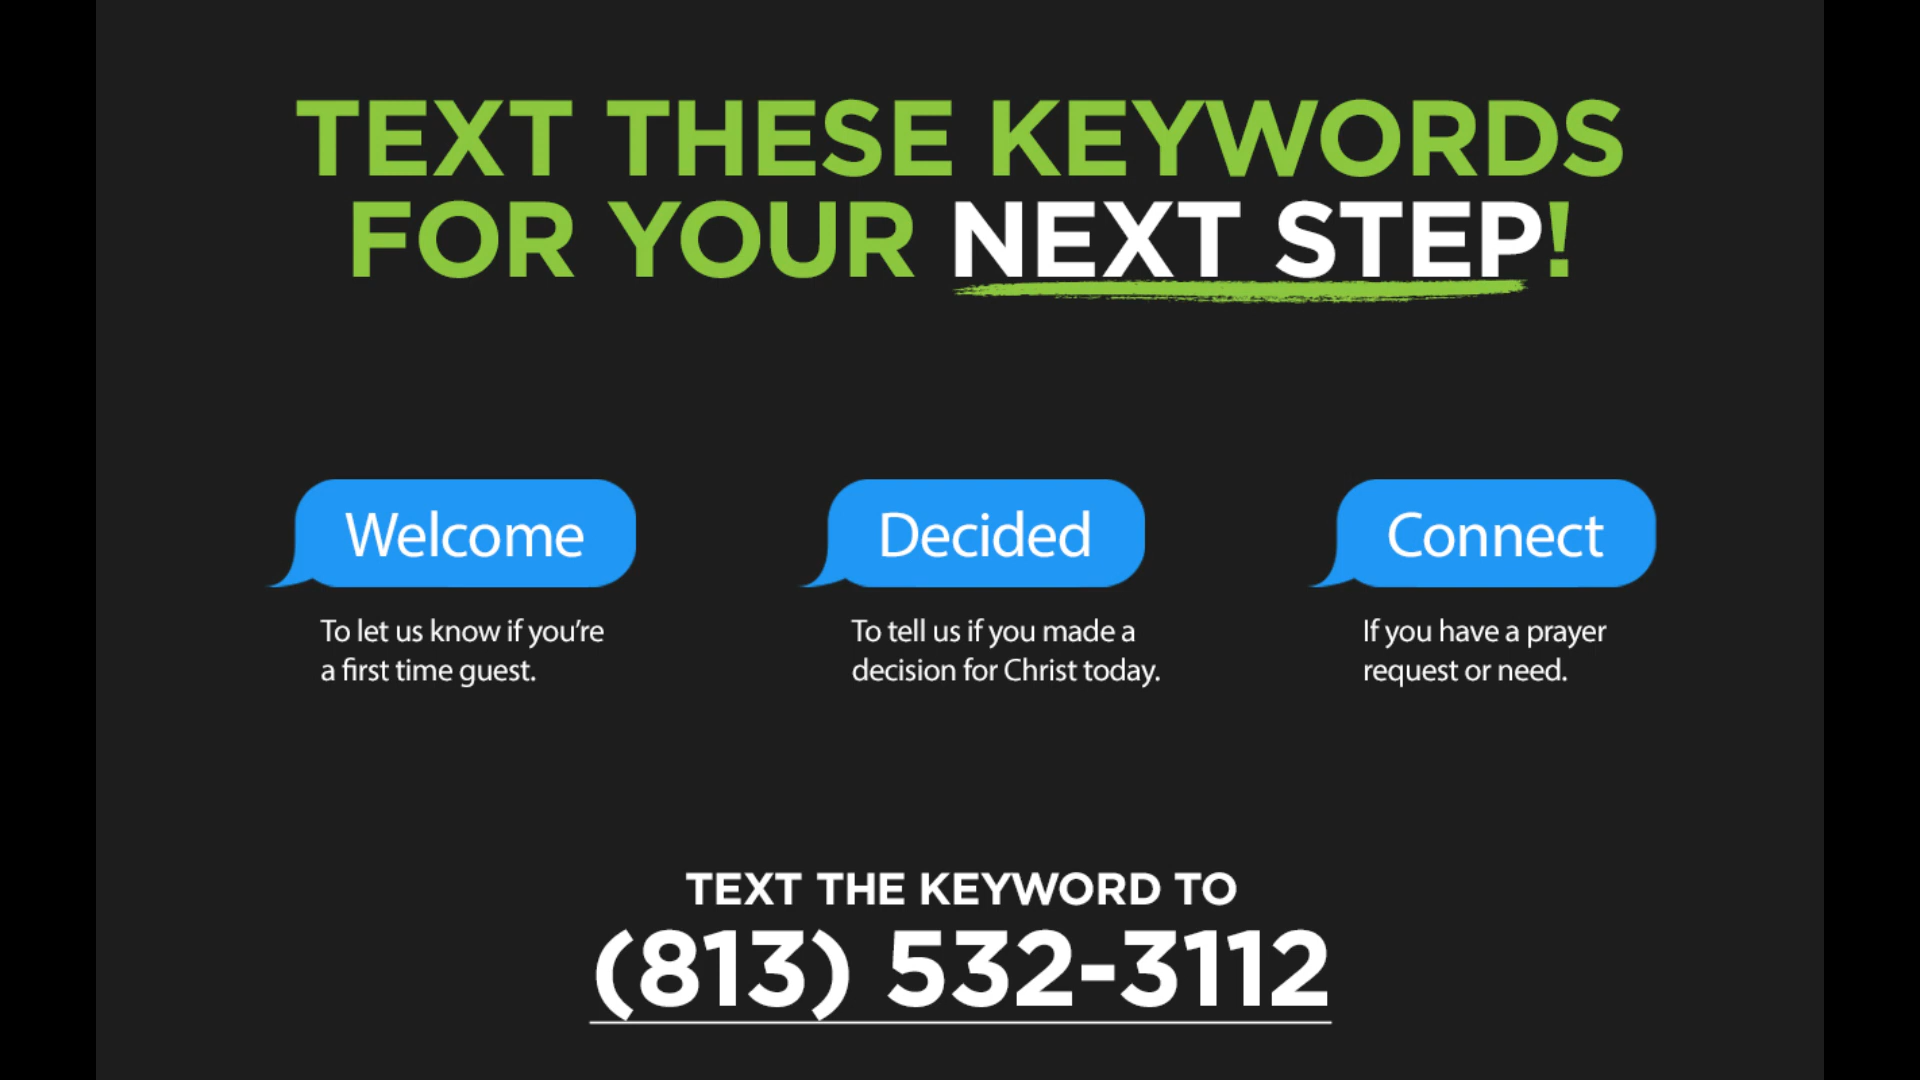 TEXT THESE KEYWORDS
FOR YOUR NEXT STEP!
Welcome
To let us know if you're
a first time guest.
Decided
To tell us if you made a
decision for Christ today.
Connect
If you have a prayer
request or need.
TEXT THE KEYWORD TO
(813) 532-3112